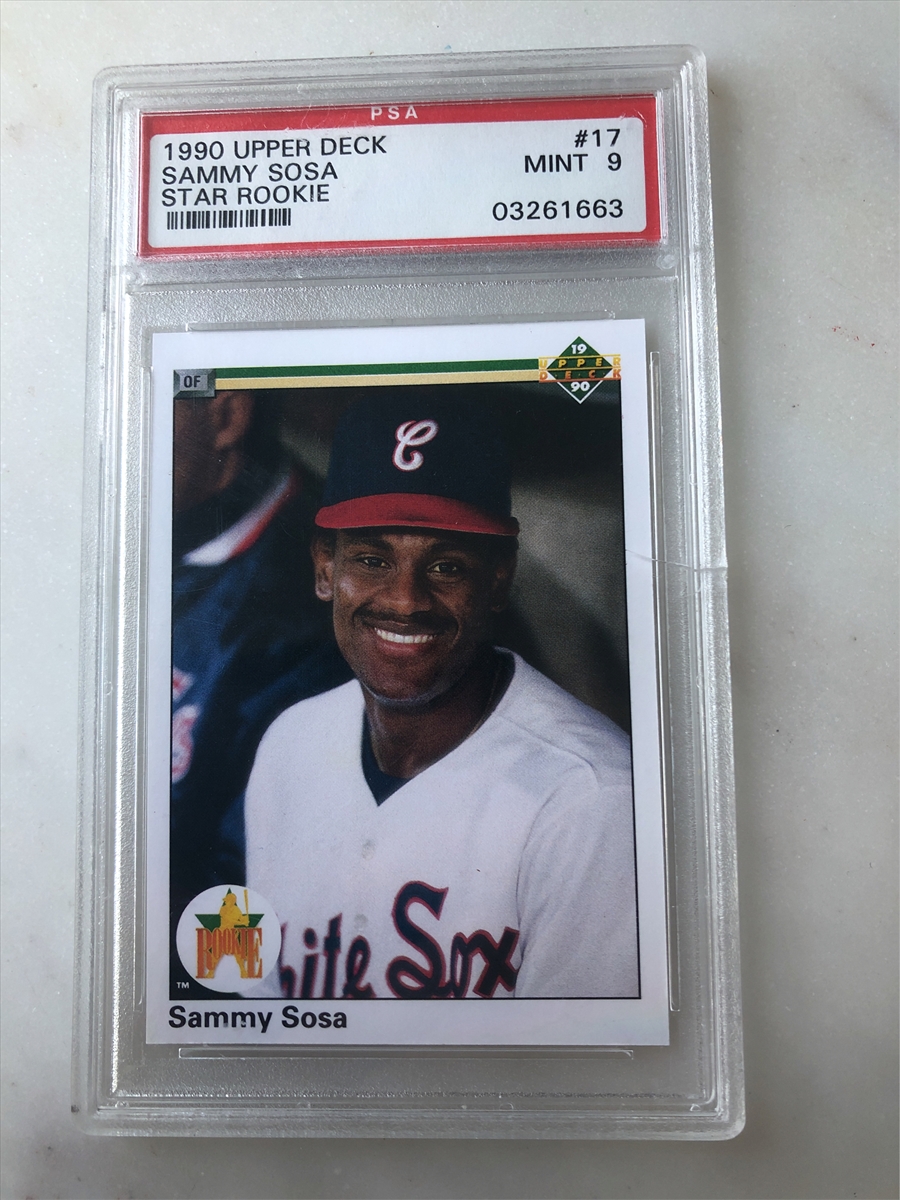 PSA
1990 UPPER DECK #17
SAMMY SOSA MINT 9
STAR ROOKIE
03261663
OF
19
UPPER
DECK
90
C
White Sox
ROOKIE
TM
Sammy Sosa